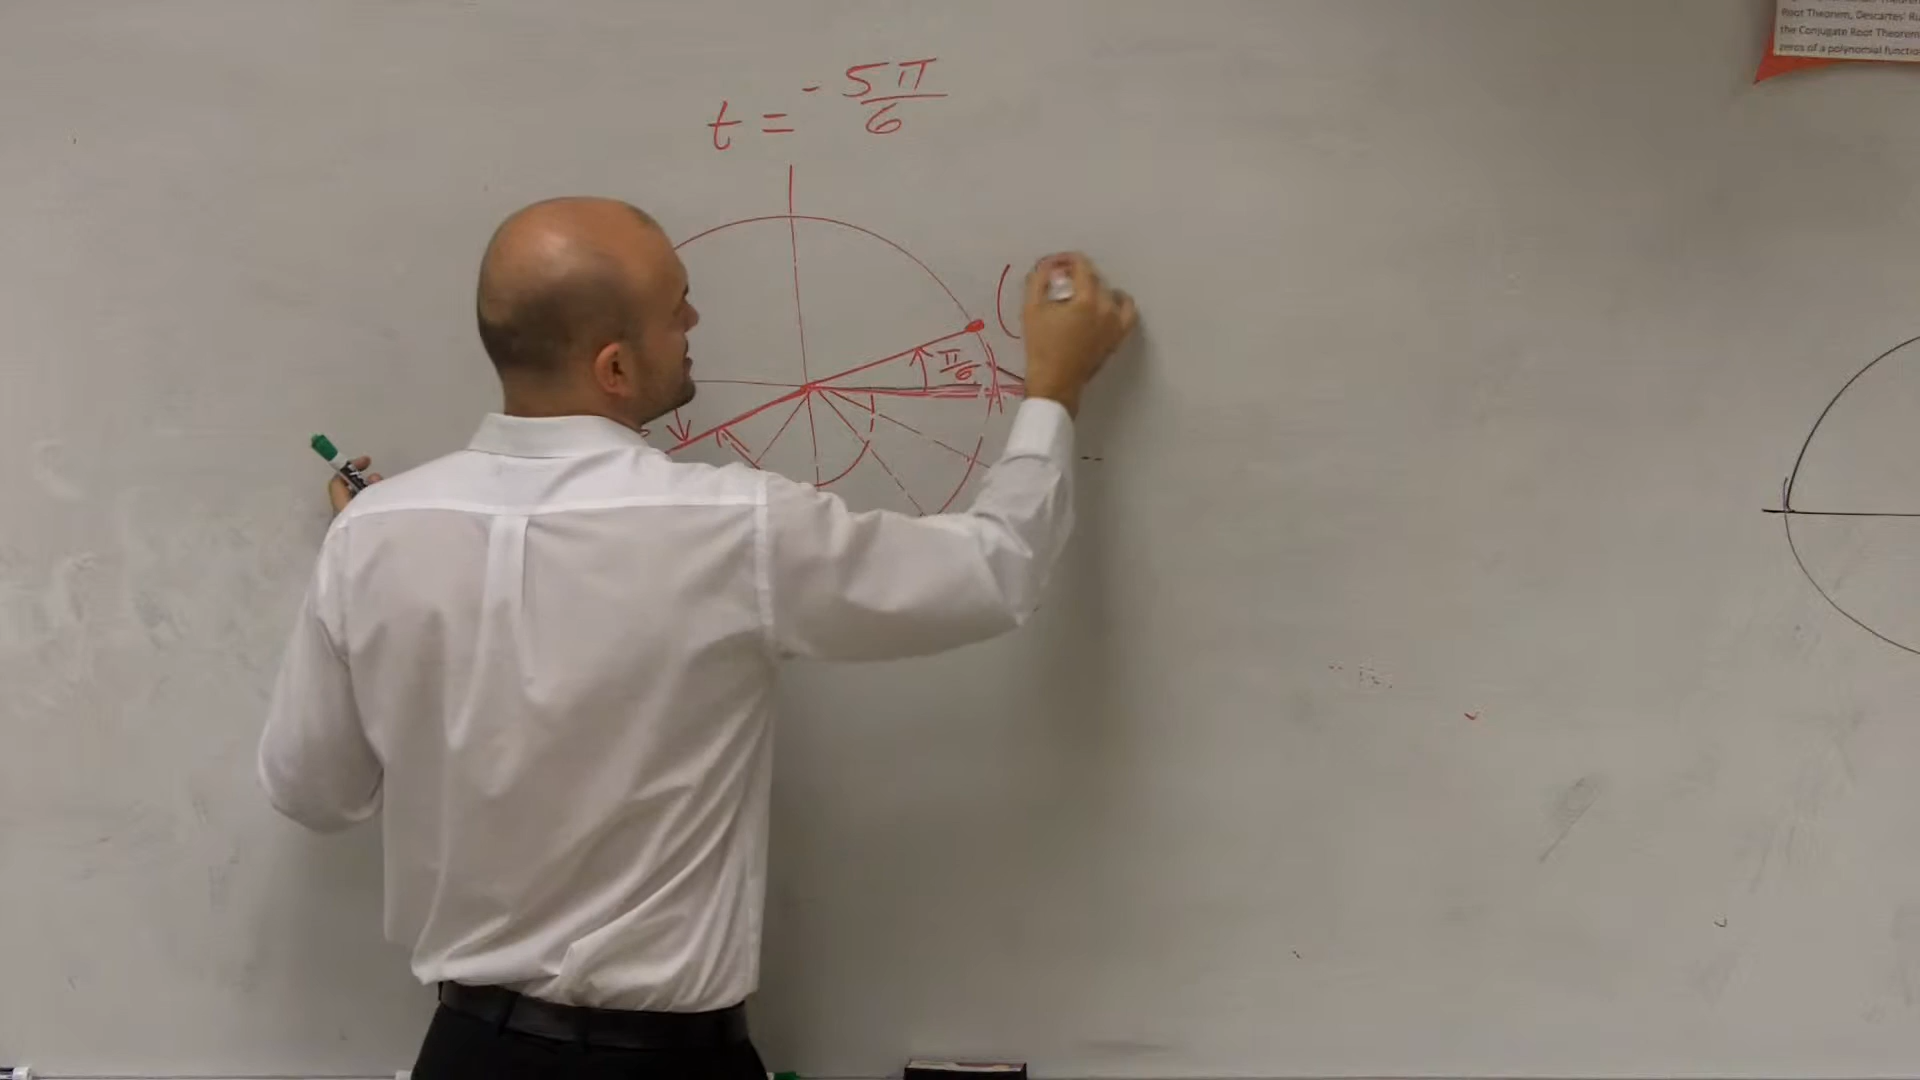 Root Theorem, Descartes' Ru
the Conjugate Root Theorem
zeros of a polynomial functio
t = - 5π/6
(
π/6